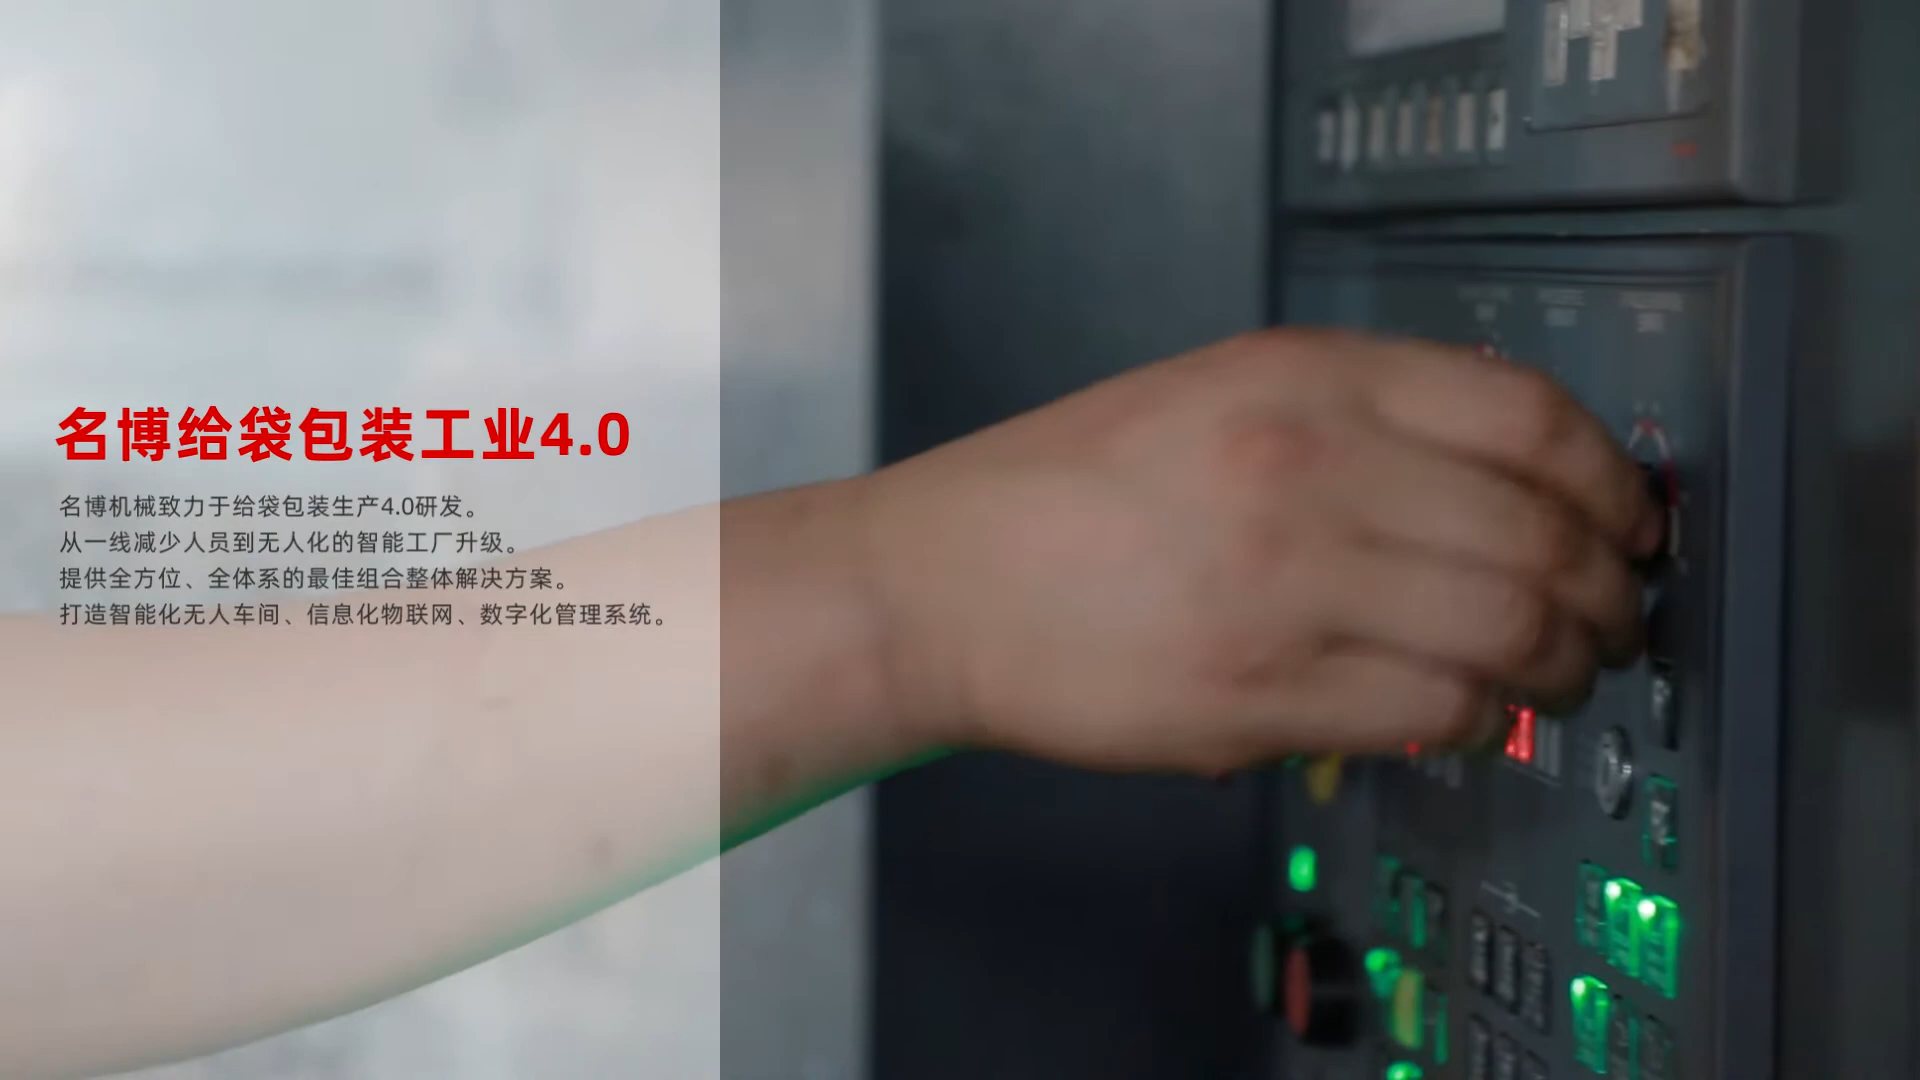 名博给袋包装工业4.0
名博机械致力于给袋包装生产4.0研发。
从一线减少人员到无人化的智能工厂升级。
提供全方位、全体系的最佳组合整体解决方案。
打造智能化无人车间、信息化物联网、数字化管理系统。